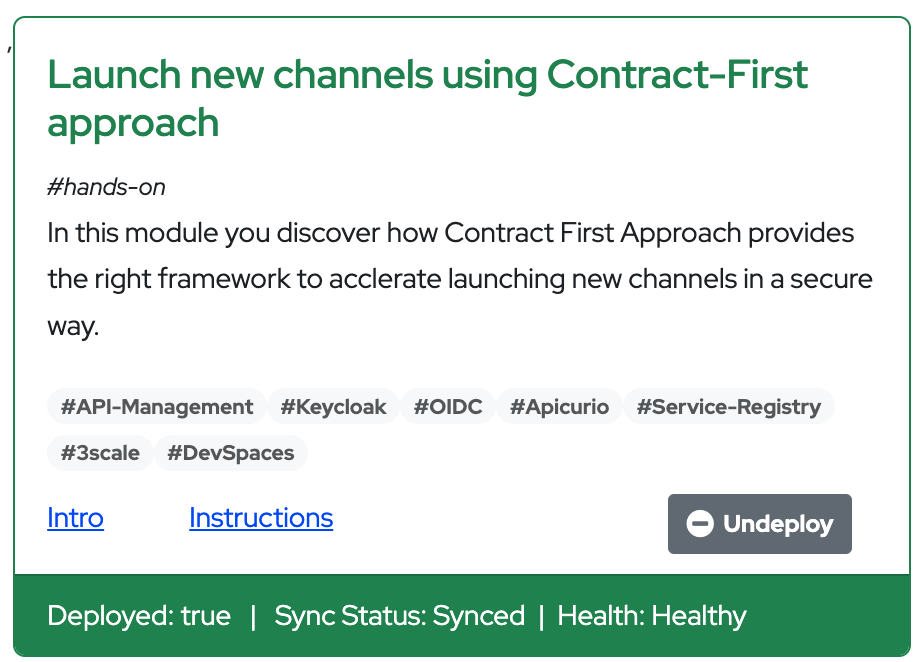 ,
Launch new channels using Contract-First
approach
#hands-on
In this module you discover how Contract First Approach provides
the right framework to acclerate launching new channels in a secure
way.
#API-Management #Keycloak #OIDC #Apicurio #Service-Registry
#3scale #DevSpaces
Intro Instructions Undeploy
Deployed: true | Sync Status: Synced | Health: Healthy